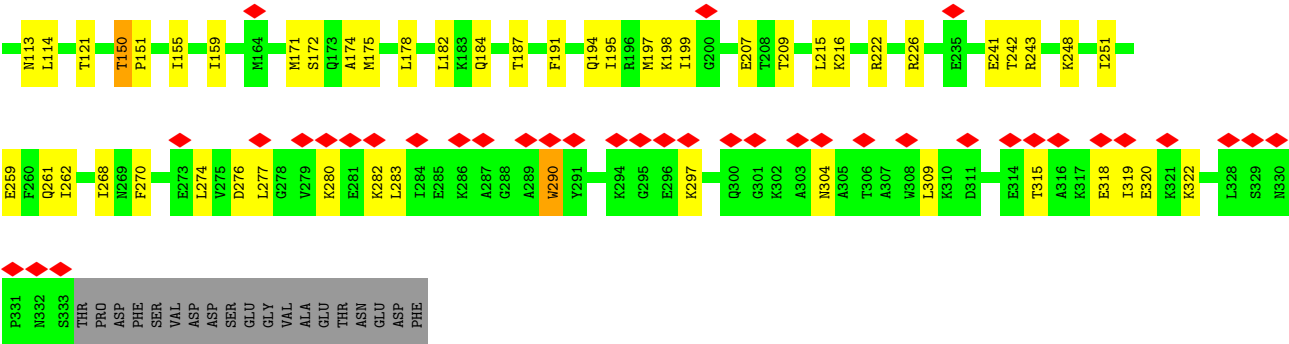 N113 L114 T121 T150 P151 I155 I159 M164 M171 S172 Q173 A174 M175 L178 L182 K183 Q184 T187 F191 Q194 I195 R196 M197 K198 I199 G200 E207 T208 T209 L215 K216 R222 R226 E235 E241 T242 R243 K248 I251
E259 F260 Q261 I262 I268 N269 F270 E273 L274 V275 D276 L277 G278 V279 K280 E281 K282 L283 I284 E285 K286 A287 G288 A289 W290 Y291 K294 G295 E296 K297 Q300 G301 K302 A303 N304 A305 T306 A307 W308 L309 K310 D311 E314 T315 A316 K317 E318 I319 E320 K321 K322 L328 S329 N330
P331 N332 S333 THR PRO ASP PHE SER VAL ASP ASP SER GLU GLY VAL ALA GLU THR ASN GLU ASP PHE